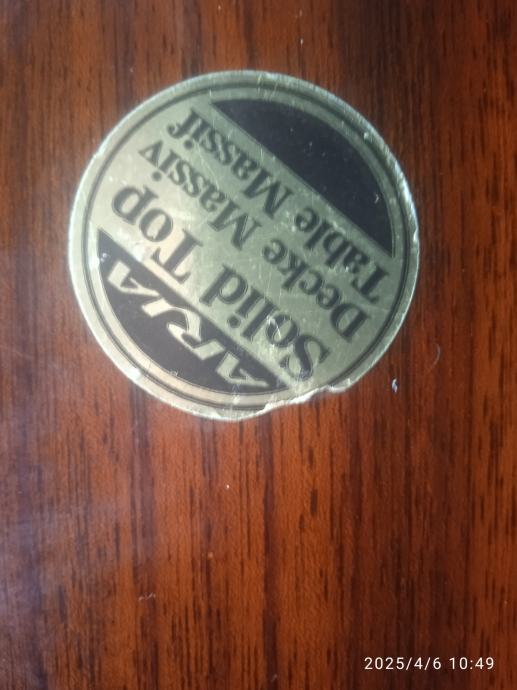 ARIA
Solid Top
Decke Massiv
Table Massif
2025/4/6 10:49